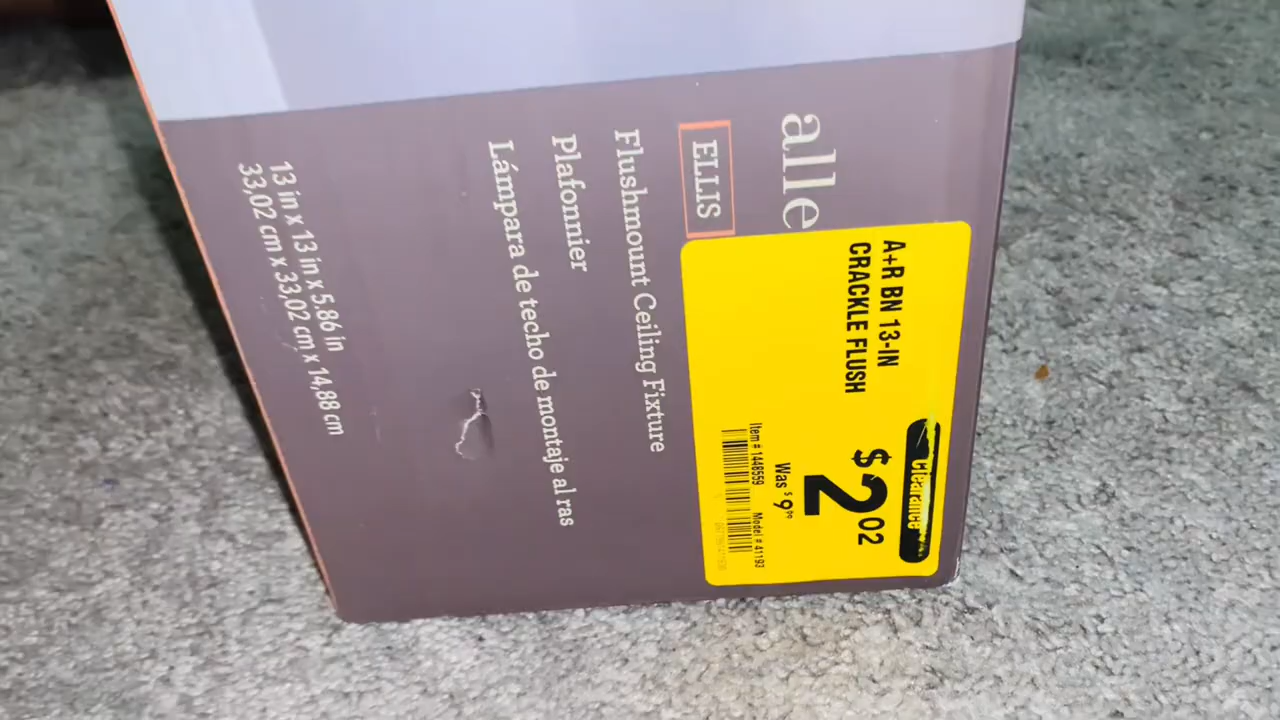 alle
ELLIS
Flushmount Ceiling Fixture
Plafonnier
Lámpara de techo de montaje al ras
13 in x 13 in x 5,86 in
33,02 cm x 33,02 cm x 14,88 cm
A+R BN 13-IN
CRACKLE FLUSH
Clearance
$2 02
Was $9
Item # 1448559 Model # 41193